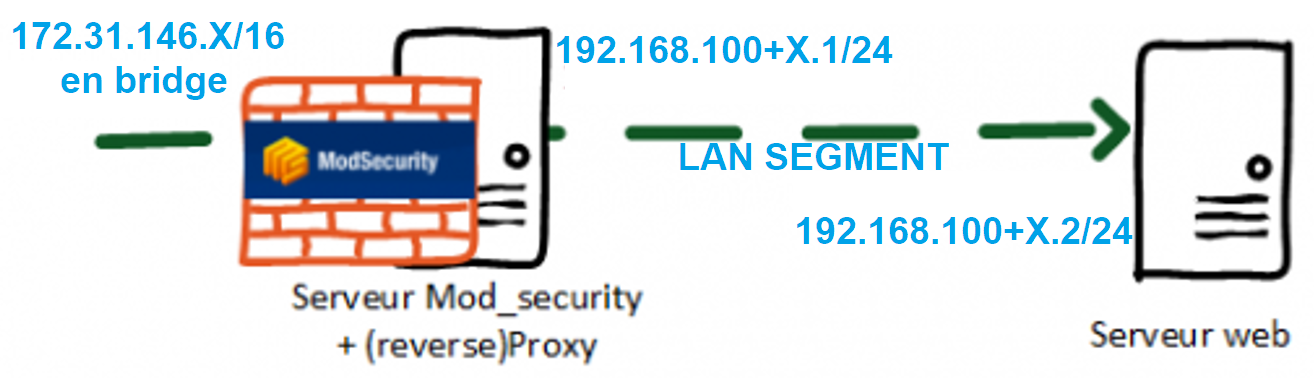 172.31.146.X/16
en bridge
192.168.100+X.1/24
ModSecurity
LAN SEGMENT
192.168.100+X.2/24
Serveur Mod_security
+ (reverse)Proxy
Serveur web